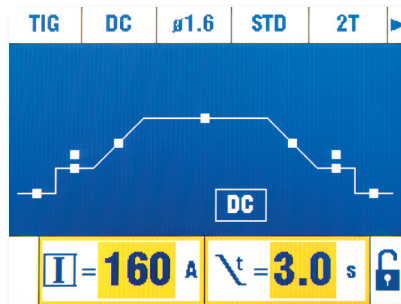 TIG DC ø1.6 STD 2T
DC
I = 160 A t = 3.0 s